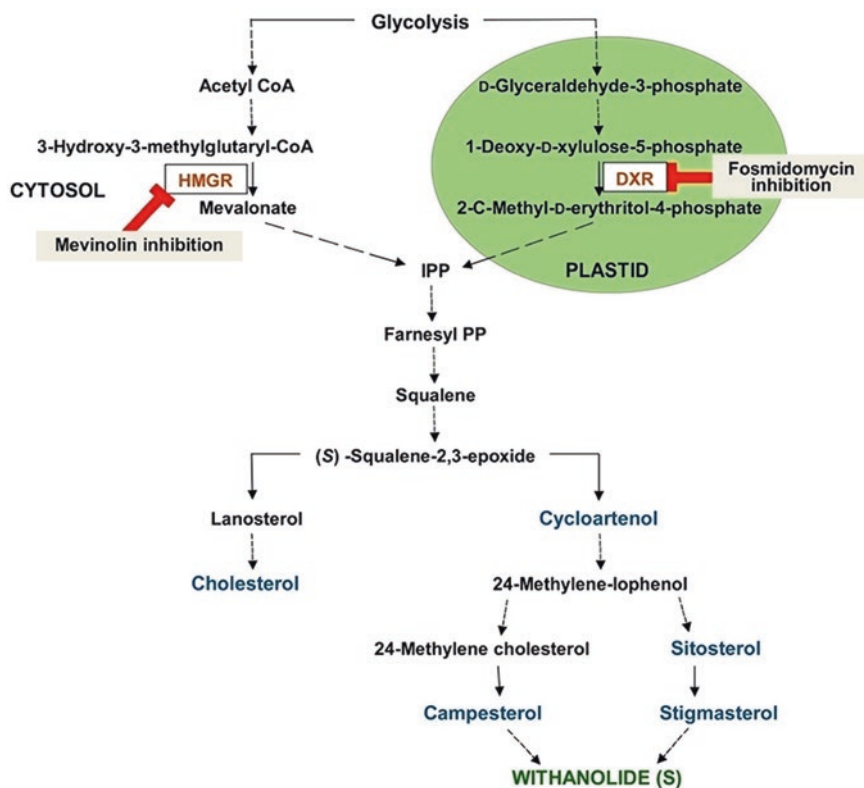 Glycolysis
Acetyl CoA
D-Glyceraldehyde-3-phosphate
3-Hydroxy-3-methylglutaryl-CoA
1-Deoxy-D-xylulose-5-phosphate
CYTOSOL
HMGR
DXR
Fosmidomycin
inhibition
Mevalonate
2-C-Methyl-D-erythritol-4-phosphate
Mevinolin inhibition
IPP
PLASTID
Farnesyl PP
Squalene
(S) -Squalene-2,3-epoxide
Lanosterol
Cycloartenol
Cholesterol
24-Methylene-lophenol
24-Methylene cholesterol
Sitosterol
Campesterol
Stigmasterol
WITHANOLIDE (S)